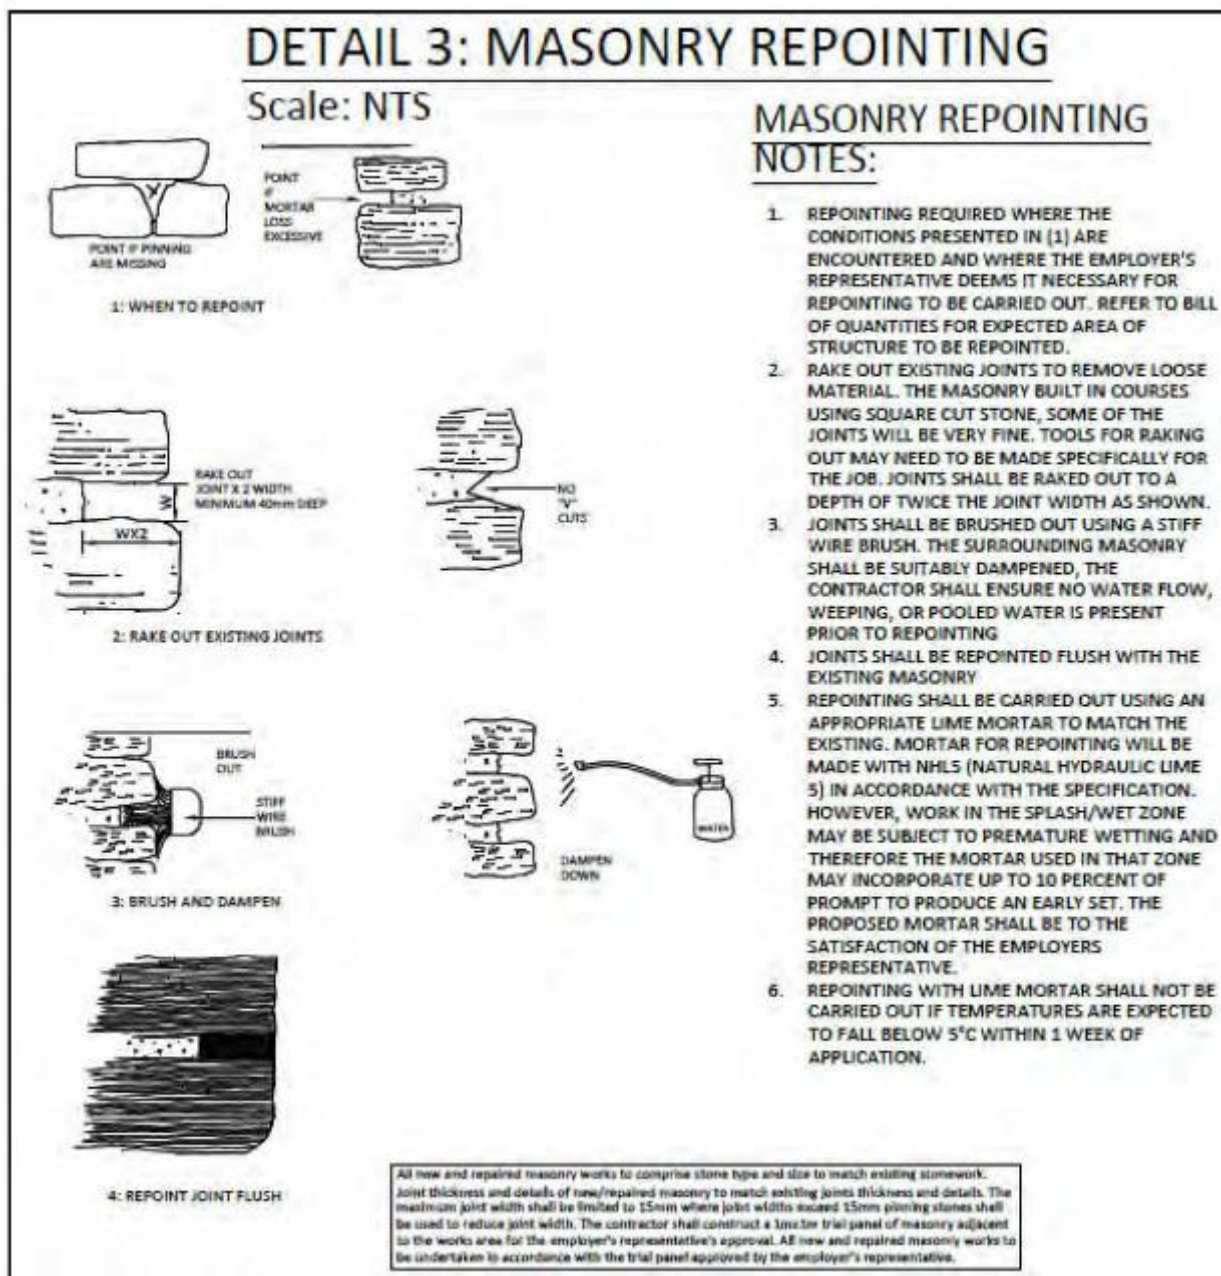 DETAIL 3: MASONRY REPOINTING
Scale: NTS
POINT IF PINNING
ARE MISSING
POINT
IF
MORTAR
LOSS
EXCESSIVE
1: WHEN TO REPOINT
RAKE OUT
JOINT X 2 WIDTH
MINIMUM 40mm DEEP
W
WX2
NO
"V"
CUTS
2: RAKE OUT EXISTING JOINTS
BRUSH
OUT
STIFF
WIRE
BRUSH
WATER
DAMPEN
DOWN
3: BRUSH AND DAMPEN
4: REPOINT JOINT FLUSH
MASONRY REPOINTING
NOTES:
1. REPOINTING REQUIRED WHERE THE
CONDITIONS PRESENTED IN (1) ARE
ENCOUNTERED AND WHERE THE EMPLOYER'S
REPRESENTATIVE DEEMS IT NECESSARY FOR
REPOINTING TO BE CARRIED OUT. REFER TO BILL
OF QUANTITIES FOR EXPECTED AREA OF
STRUCTURE TO BE REPOINTED.
2. RAKE OUT EXISTING JOINTS TO REMOVE LOOSE
MATERIAL. THE MASONRY BUILT IN COURSES
USING SQUARE CUT STONE, SOME OF THE
JOINTS WILL BE VERY FINE. TOOLS FOR RAKING
OUT MAY NEED TO BE MADE SPECIFICALLY FOR
THE JOB. JOINTS SHALL BE RAKED OUT TO A
DEPTH OF TWICE THE JOINT WIDTH AS SHOWN.
3. JOINTS SHALL BE BRUSHED OUT USING A STIFF
WIRE BRUSH. THE SURROUNDING MASONRY
SHALL BE SUITABLY DAMPENED, THE
CONTRACTOR SHALL ENSURE NO WATER FLOW,
WEEPING, OR POOLED WATER IS PRESENT
PRIOR TO REPOINTING
4. JOINTS SHALL BE REPOINTED FLUSH WITH THE
EXISTING MASONRY
5. REPOINTING SHALL BE CARRIED OUT USING AN
APPROPRIATE LIME MORTAR TO MATCH THE
EXISTING. MORTAR FOR REPOINTING WILL BE
MADE WITH NHL5 (NATURAL HYDRAULIC LIME
5) IN ACCORDANCE WITH THE SPECIFICATION.
HOWEVER, WORK IN THE SPLASH/WET ZONE
MAY BE SUBJECT TO PREMATURE WETTING AND
THEREFORE THE MORTAR USED IN THAT ZONE
MAY INCORPORATE UP TO 10 PERCENT OF
PROMPT TO PRODUCE AN EARLY SET. THE
PROPOSED MORTAR SHALL BE TO THE
SATISFACTION OF THE EMPLOYERS
REPRESENTATIVE.
6. REPOINTING WITH LIME MORTAR SHALL NOT BE
CARRIED OUT IF TEMPERATURES ARE EXPECTED
TO FALL BELOW 5°C WITHIN 1 WEEK OF
APPLICATION.
All new and repaired masonry works to comprise stone type and size to match existing stonework.
Joint thickness and details of new/repaired masonry to match existing joints thickness and details. The
maximum joint width shall be limited to 15mm where joint widths exceed 15mm pinning stones shall
be used to reduce joint width. The contractor shall construct a 1mx1m trial panel of masonry adjacent
to the works area for the employer's representative's approval. All new and repaired masonry works to
be undertaken in accordance with the trial panel approved by the employer's representative.